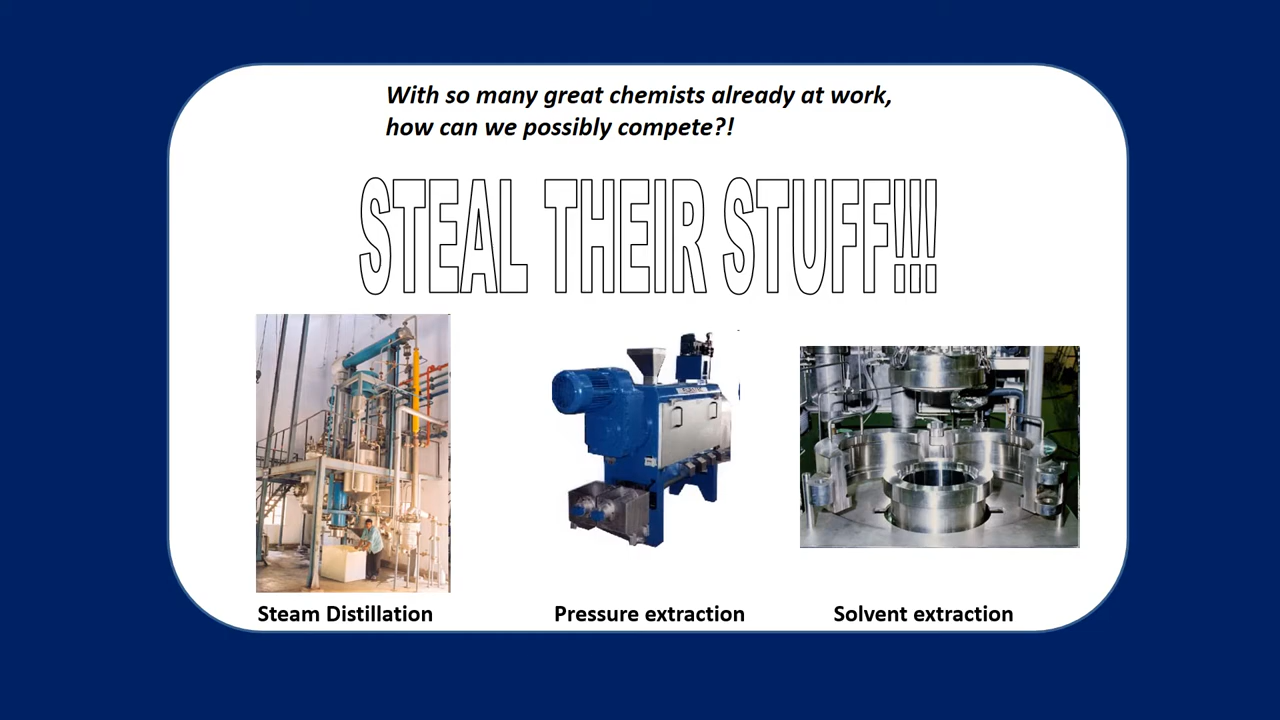 With so many great chemists already at work,
how can we possibly compete?!
STEAL THEIR STUFF!!!
Steam Distillation
Pressure extraction
Solvent extraction